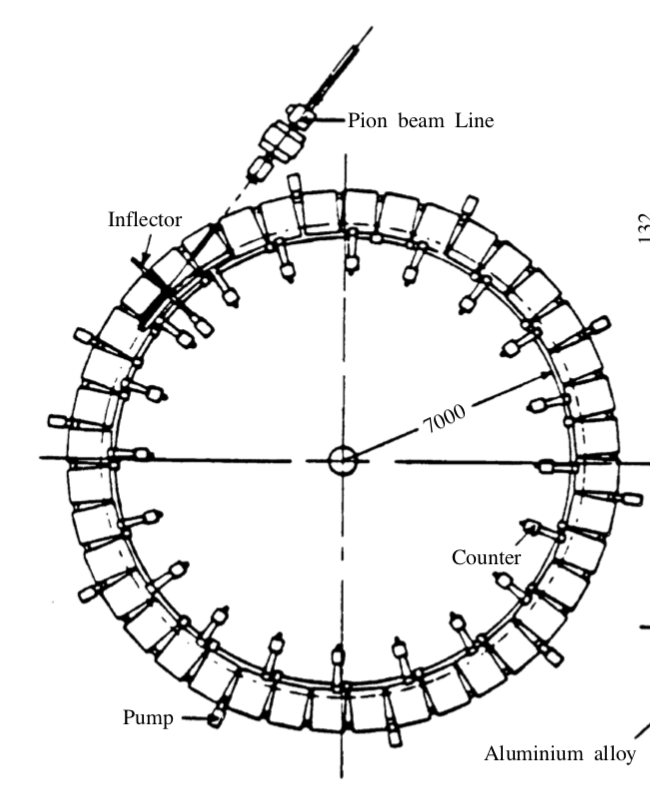 Pion beam Line
Inflector
132
7000
Counter
Pump
Aluminium alloy